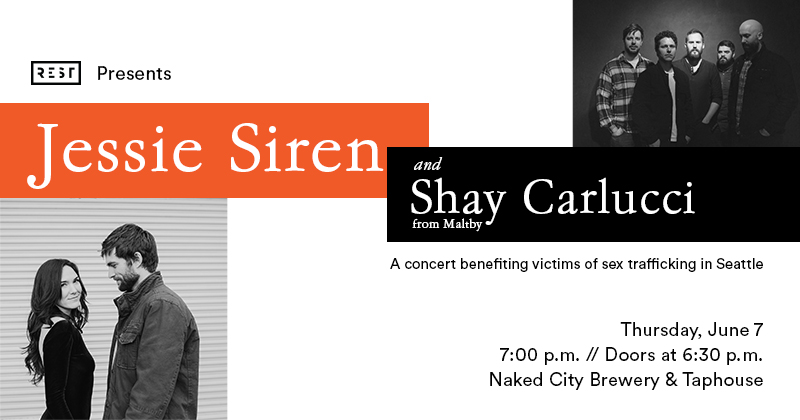 REST Presents
Jessie Siren
and
Shay Carlucci
from Maltby
A concert benefiting victims of sex trafficking in Seattle
Thursday, June 7
7:00 p.m. // Doors at 6:30 p.m.
Naked City Brewery & Taphouse